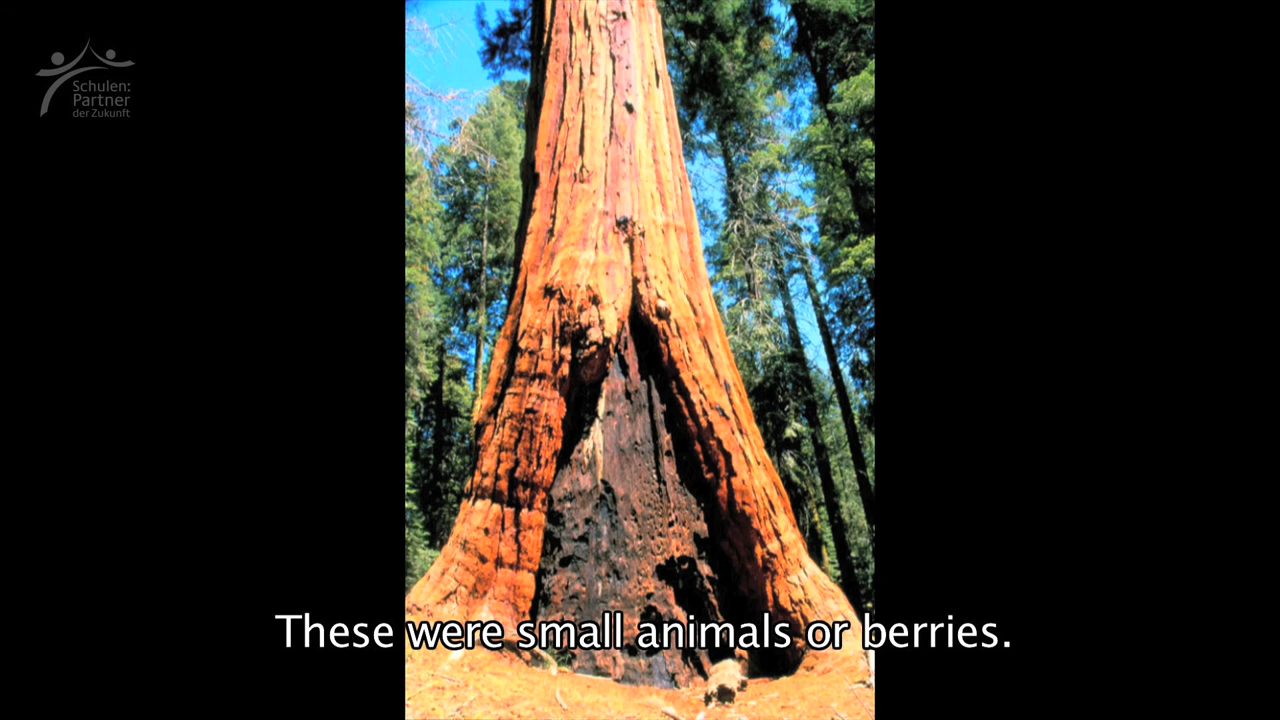 Schulen:
Partner
der Zukunft
These were small animals or berries.